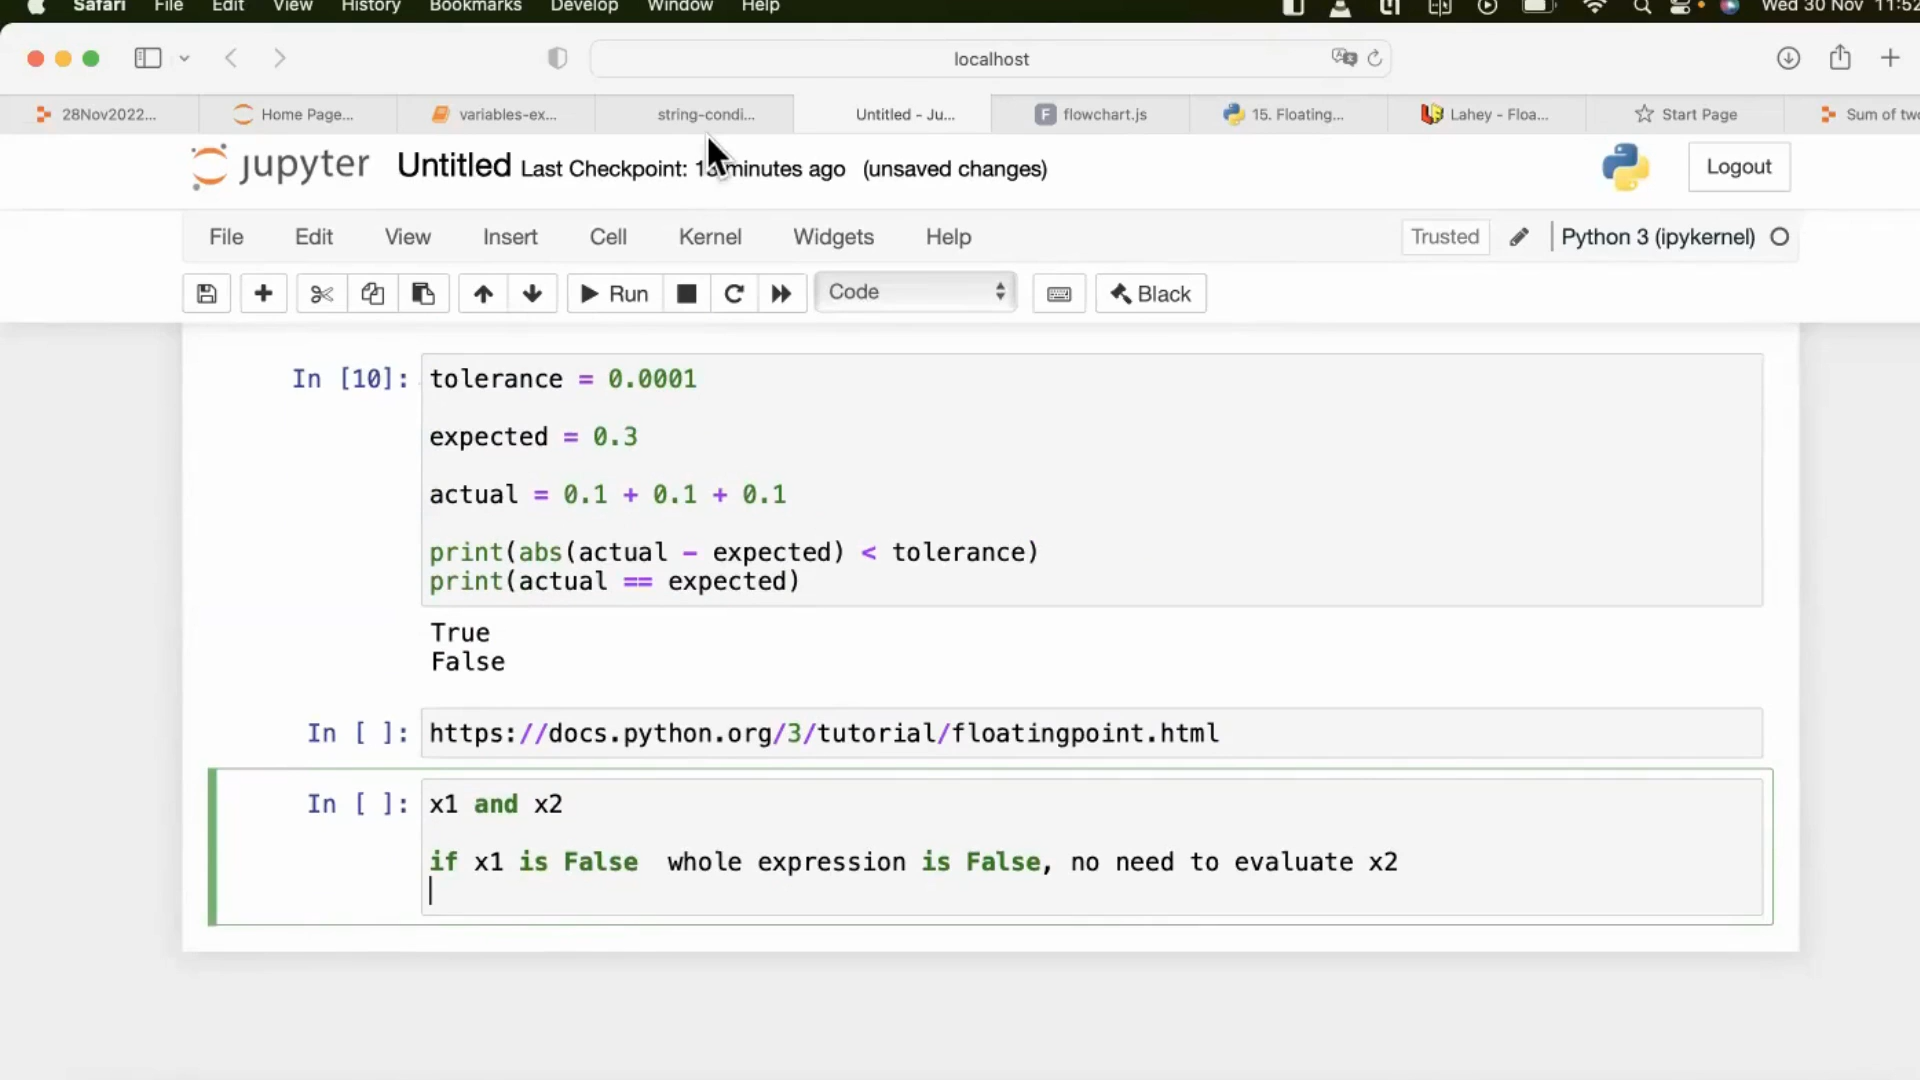 Safari File Edit View History Bookmarks Develop Window Help Wed 30 Nov 11:52
localhost
28Nov2022... Home Page... variables-ex... string-condi... Untitled - Ju... flowchart.js 15. Floating... Lahey - Floa... Start Page Sum of two
jupyter Untitled Last Checkpoint: minutes ago (unsaved changes) Logout
File Edit View Insert Cell Kernel Widgets Help Trusted Python 3 (ipykernel)
Run Code Black
In [10]: tolerance = 0.0001
expected = 0.3
actual = 0.1 + 0.1 + 0.1
print(abs(actual - expected) < tolerance)
print(actual == expected)
True
False
In [ ]: https://docs.python.org/3/tutorial/floatingpoint.html
In [ ]: x1 and x2
if x1 is False  whole expression is False, no need to evaluate x2